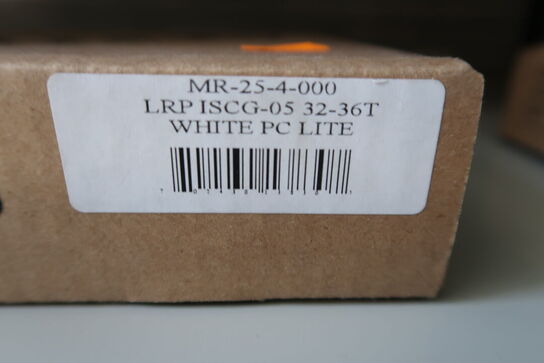 MR-25-4-000
LRP ISCG-05 32-36T
WHITE PC LITE